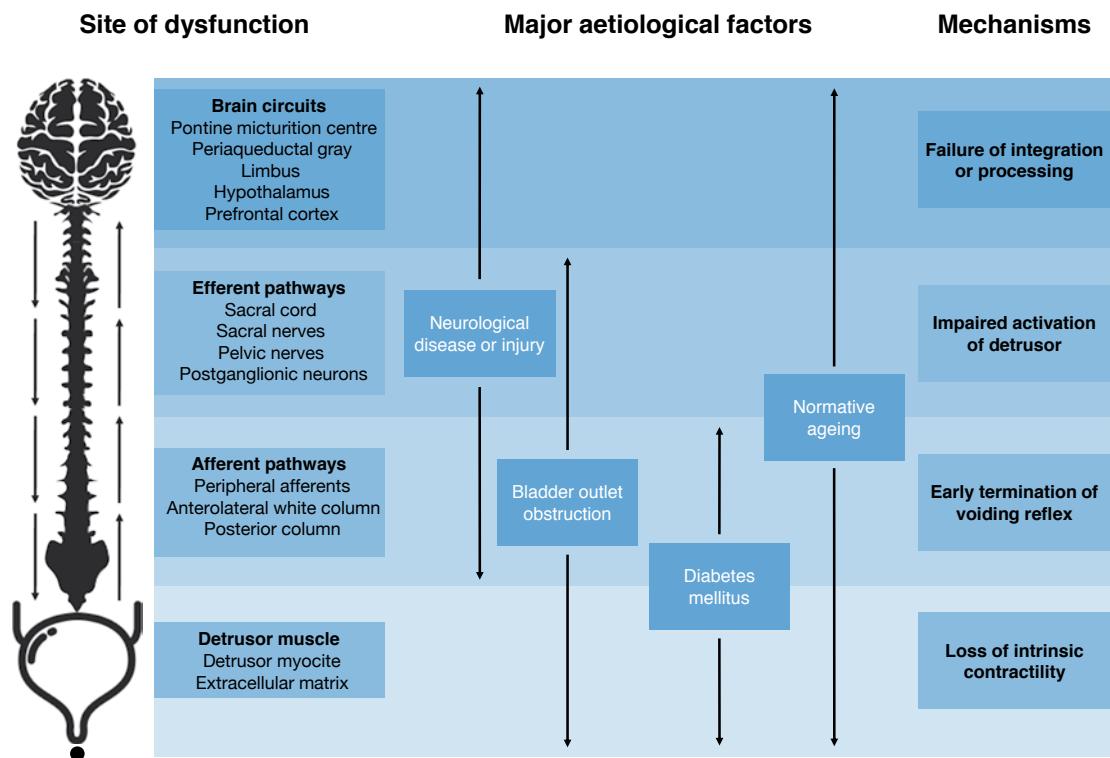 Site of dysfunction
Major aetiological factors
Mechanisms
Brain circuits
Pontine micturition centre
Periaqueductal gray
Limbus
Hypothalamus
Prefrontal cortex
Failure of integration
or processing
Efferent pathways
Sacral cord
Sacral nerves
Pelvic nerves
Postganglionic neurons
Neurological
disease or injury
Impaired activation
of detrusor
Normative
ageing
Afferent pathways
Peripheral afferents
Anterolateral white column
Posterior column
Bladder outlet
obstruction
Early termination of
voiding reflex
Diabetes
mellitus
Detrusor muscle
Detrusor myocite
Extracellular matrix
Loss of intrinsic
contractility